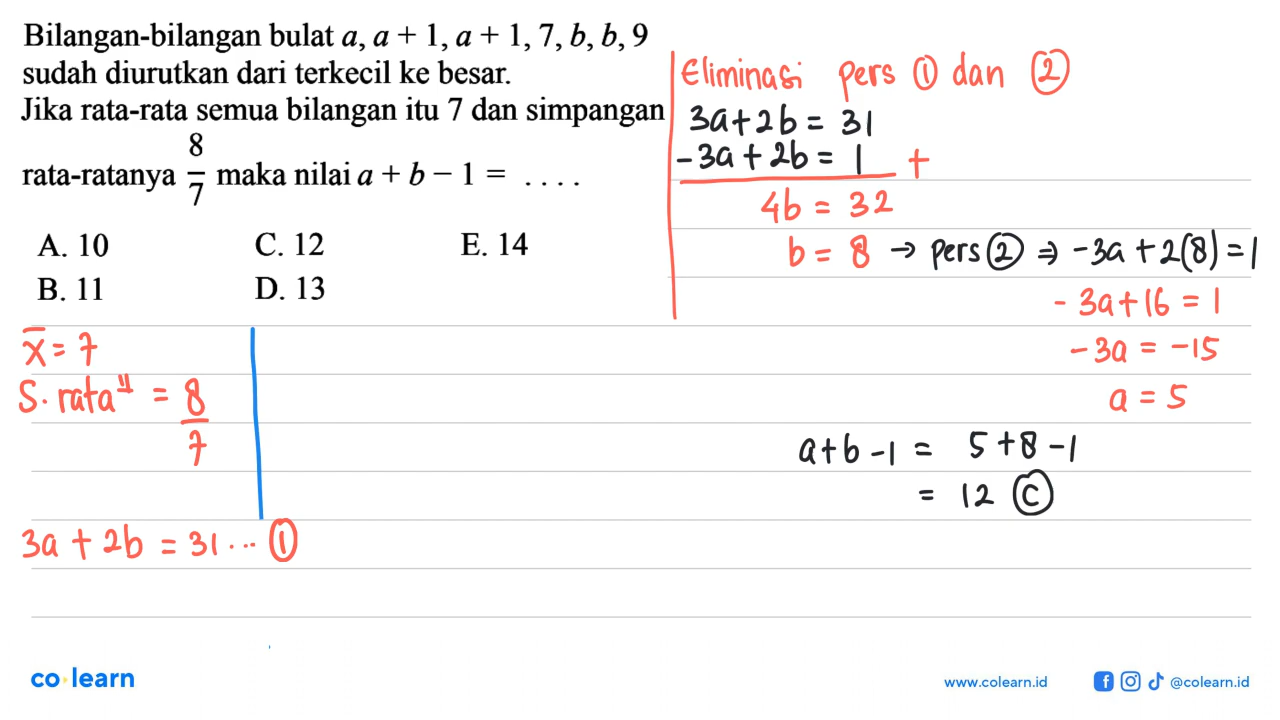 Bilangan-bilangan bulat a, a + 1, a + 1, 7, b, b, 9
sudah diurutkan dari terkecil ke besar.
Jika rata-rata semua bilangan itu 7 dan simpangan
rata-ratanya 8/7 maka nilai a + b − 1 = ....
A. 10 C. 12 E. 14
B. 11 D. 13
x̄ = 7
S. rata" = 8/7
3a + 2b = 31 ... ①
Eliminasi pers ① dan ②
3a + 2b = 31
-3a + 2b = 1 +
4b = 32
b = 8 → pers ② ⇒ -3a + 2(8) = 1
- 3a + 16 = 1
-3a = -15
a = 5
a + b - 1 = 5 + 8 - 1
= 12 Ⓒ
co learn
www.colearn.id @colearn.id